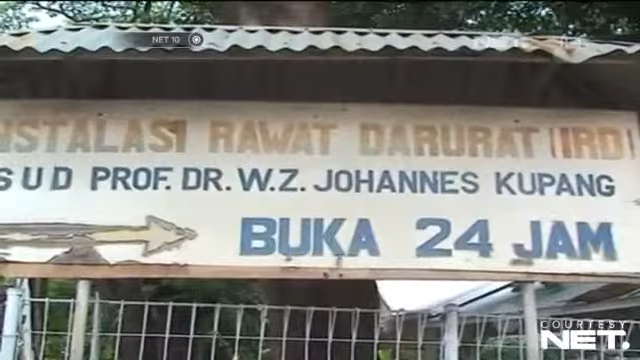 NET 10
NSTALASI RAWAT DARURAT (IRD)
SUD PROF. DR. W.Z. JOHANNES KUPANG
BUKA 24 JAM
COURTESY
NET.